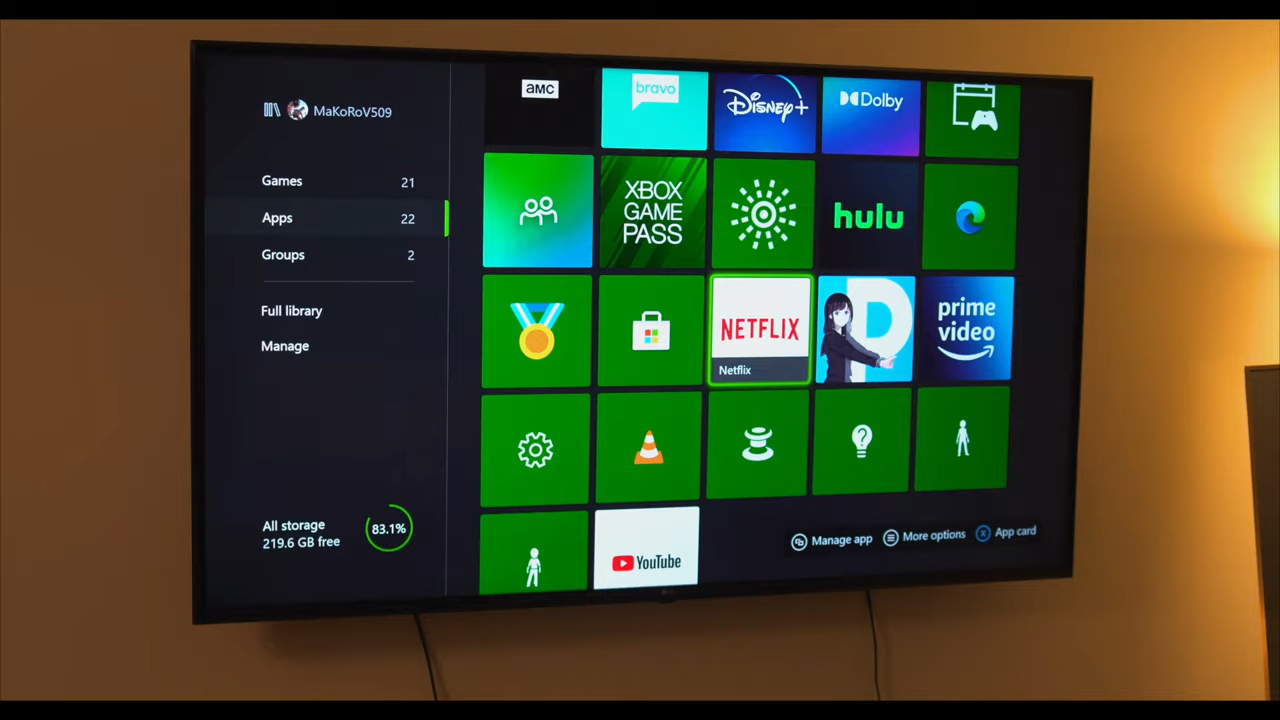 MaKoRoV509
Games 21
Apps 22
Groups 2
Full library
Manage
All storage
219.6 GB free
83.1%
aMC
bravo
Disney+
Dolby
XBOX
GAME
PASS
hulu
NETFLIX
Netflix
D
prime
video
YouTube
Manage app
More options
X App card
LG